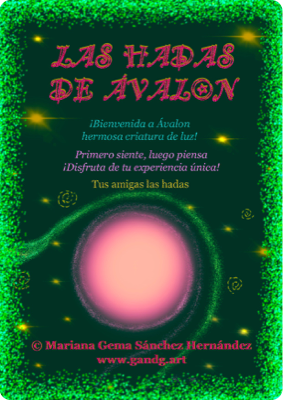 LAS HADAS
DE ÁVALON
¡Bienvenida a Ávalon
hermosa criatura de luz!
Primero siente, luego piensa
¡Disfruta de tu experiencia única!
Tus amigas las hadas
© Mariana Gema Sánchez Hernández
www.gandg.art